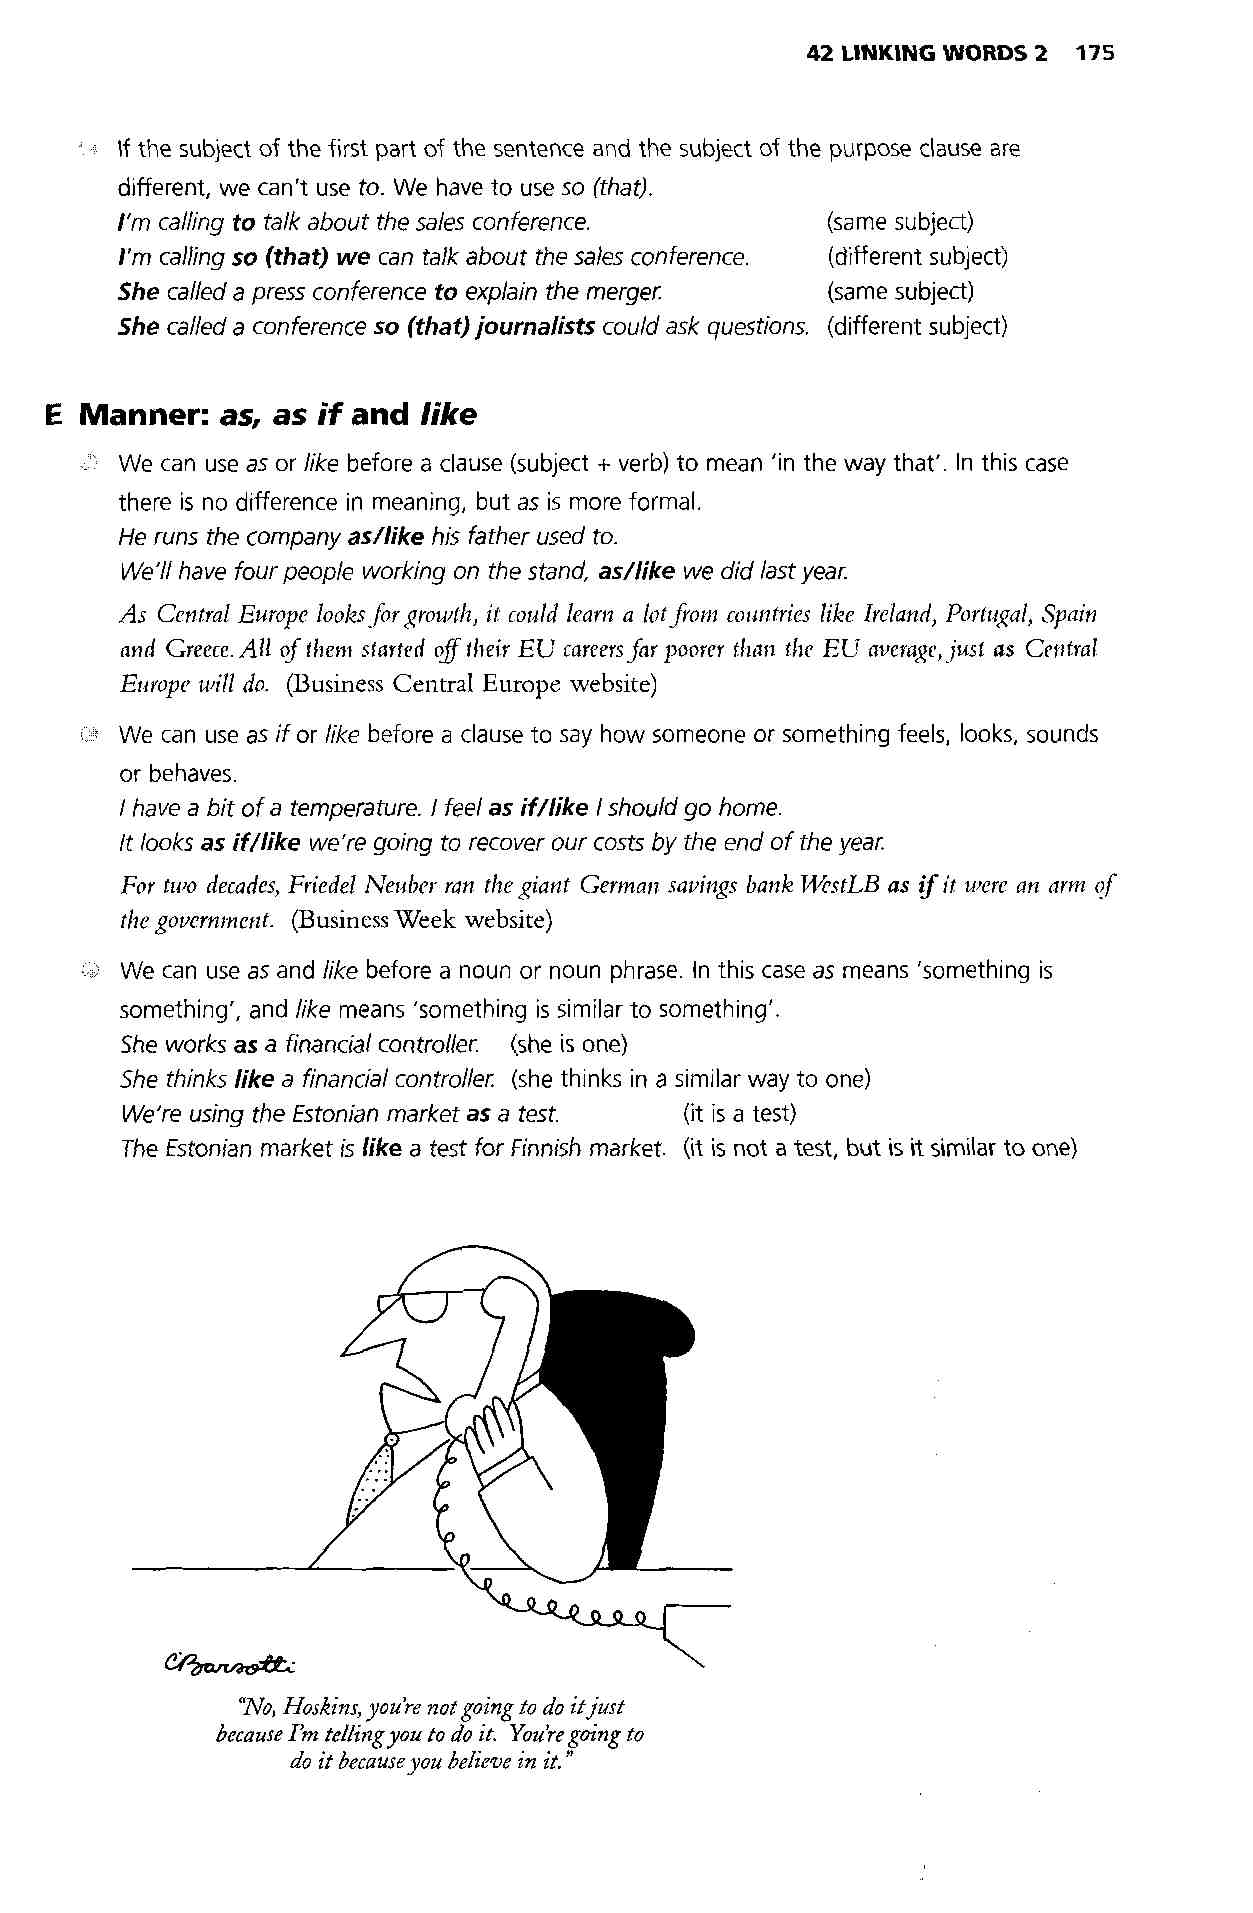 42 LINKING WORDS 2 175
If the subject of the first part of the sentence and the subject of the purpose clause are
different, we can't use to. We have to use so (that).
I'm calling to talk about the sales conference. (same subject)
I'm calling so (that) we can talk about the sales conference. (different subject)
She called a press conference to explain the merger. (same subject)
She called a conference so (that) journalists could ask questions. (different subject)
E Manner: as, as if and like
We can use as or like before a clause (subject + verb) to mean 'in the way that'. In this case
there is no difference in meaning, but as is more formal.
He runs the company as/like his father used to.
We'll have four people working on the stand, as/like we did last year.
As Central Europe looks for growth, it could learn a lot from countries like Ireland, Portugal, Spain
and Greece. All of them started off their EU careers far poorer than the EU average, just as Central
Europe will do. (Business Central Europe website)
We can use as if or like before a clause to say how someone or something feels, looks, sounds
or behaves.
I have a bit of a temperature. I feel as if/like I should go home.
It looks as if/like we're going to recover our costs by the end of the year.
For two decades, Friedel Neuber ran the giant German savings bank WestLB as if it were an arm of
the government. (Business Week website)
We can use as and like before a noun or noun phrase. In this case as means 'something is
something', and like means 'something is similar to something'.
She works as a financial controller. (she is one)
She thinks like a financial controller. (she thinks in a similar way to one)
We're using the Estonian market as a test. (it is a test)
The Estonian market is like a test for Finnish market. (it is not a test, but is it similar to one)
CBarsotti
"No, Hoskins, you're not going to do it just
because I'm telling you to do it. You're going to
do it because you believe in it."